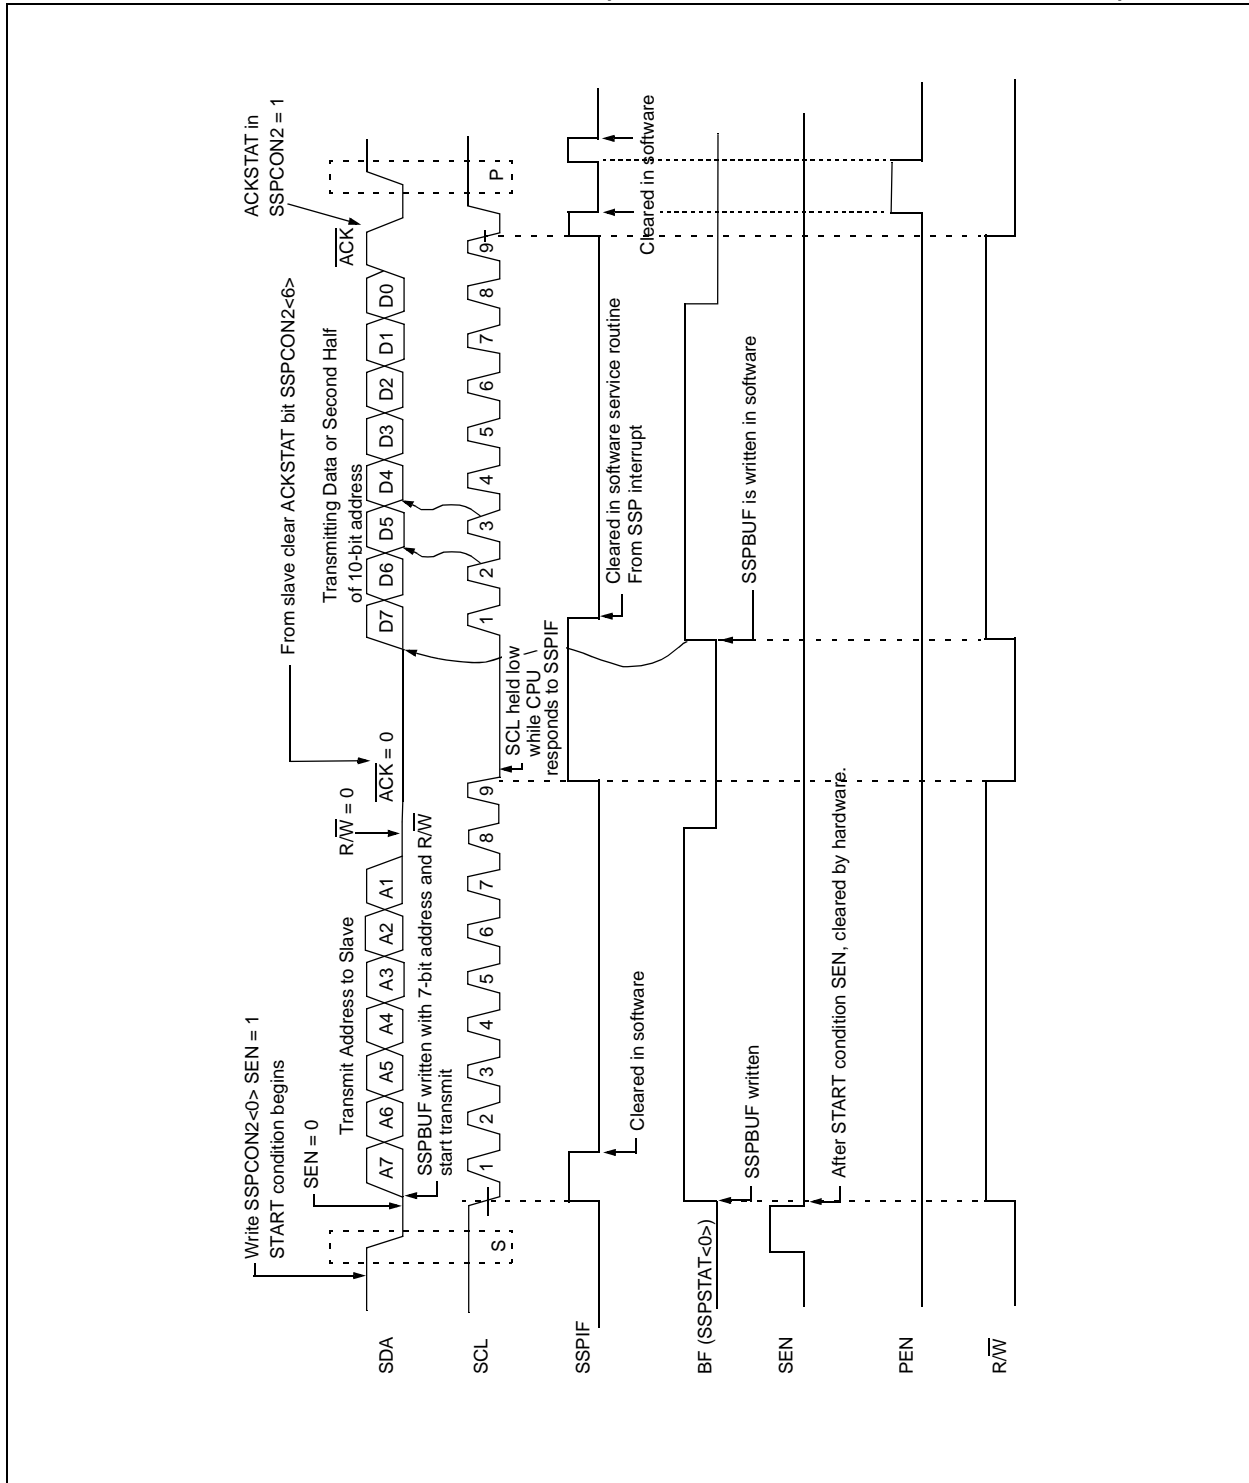 Write SSPCON2<0> SEN = 1
START condition begins
SEN = 0
Transmit Address to Slave
R/W = 0
From slave clear ACKSTAT bit SSPCON2<6>
ACK = 0
Transmitting Data or Second Half
of 10-bit address
ACKSTAT in
SSPCON2 = 1
ACK
SDA
A7 A6 A5 A4 A3 A2 A1
D7 D6 D5 D4 D3 D2 D1 D0
SSPBUF written with 7-bit address and R/W
start transmit
SCL
S
1 2 3 4 5 6 7 8 9
1 2 3 4 5 6 7 8 9
P
SCL held low
while CPU
responds to SSPIF
SSPIF
Cleared in software
Cleared in software service routine
From SSP interrupt
Cleared in software
BF (SSPSTAT<0>)
SSPBUF written
SSPBUF is written in software
SEN
After START condition SEN, cleared by hardware.
PEN
R/W